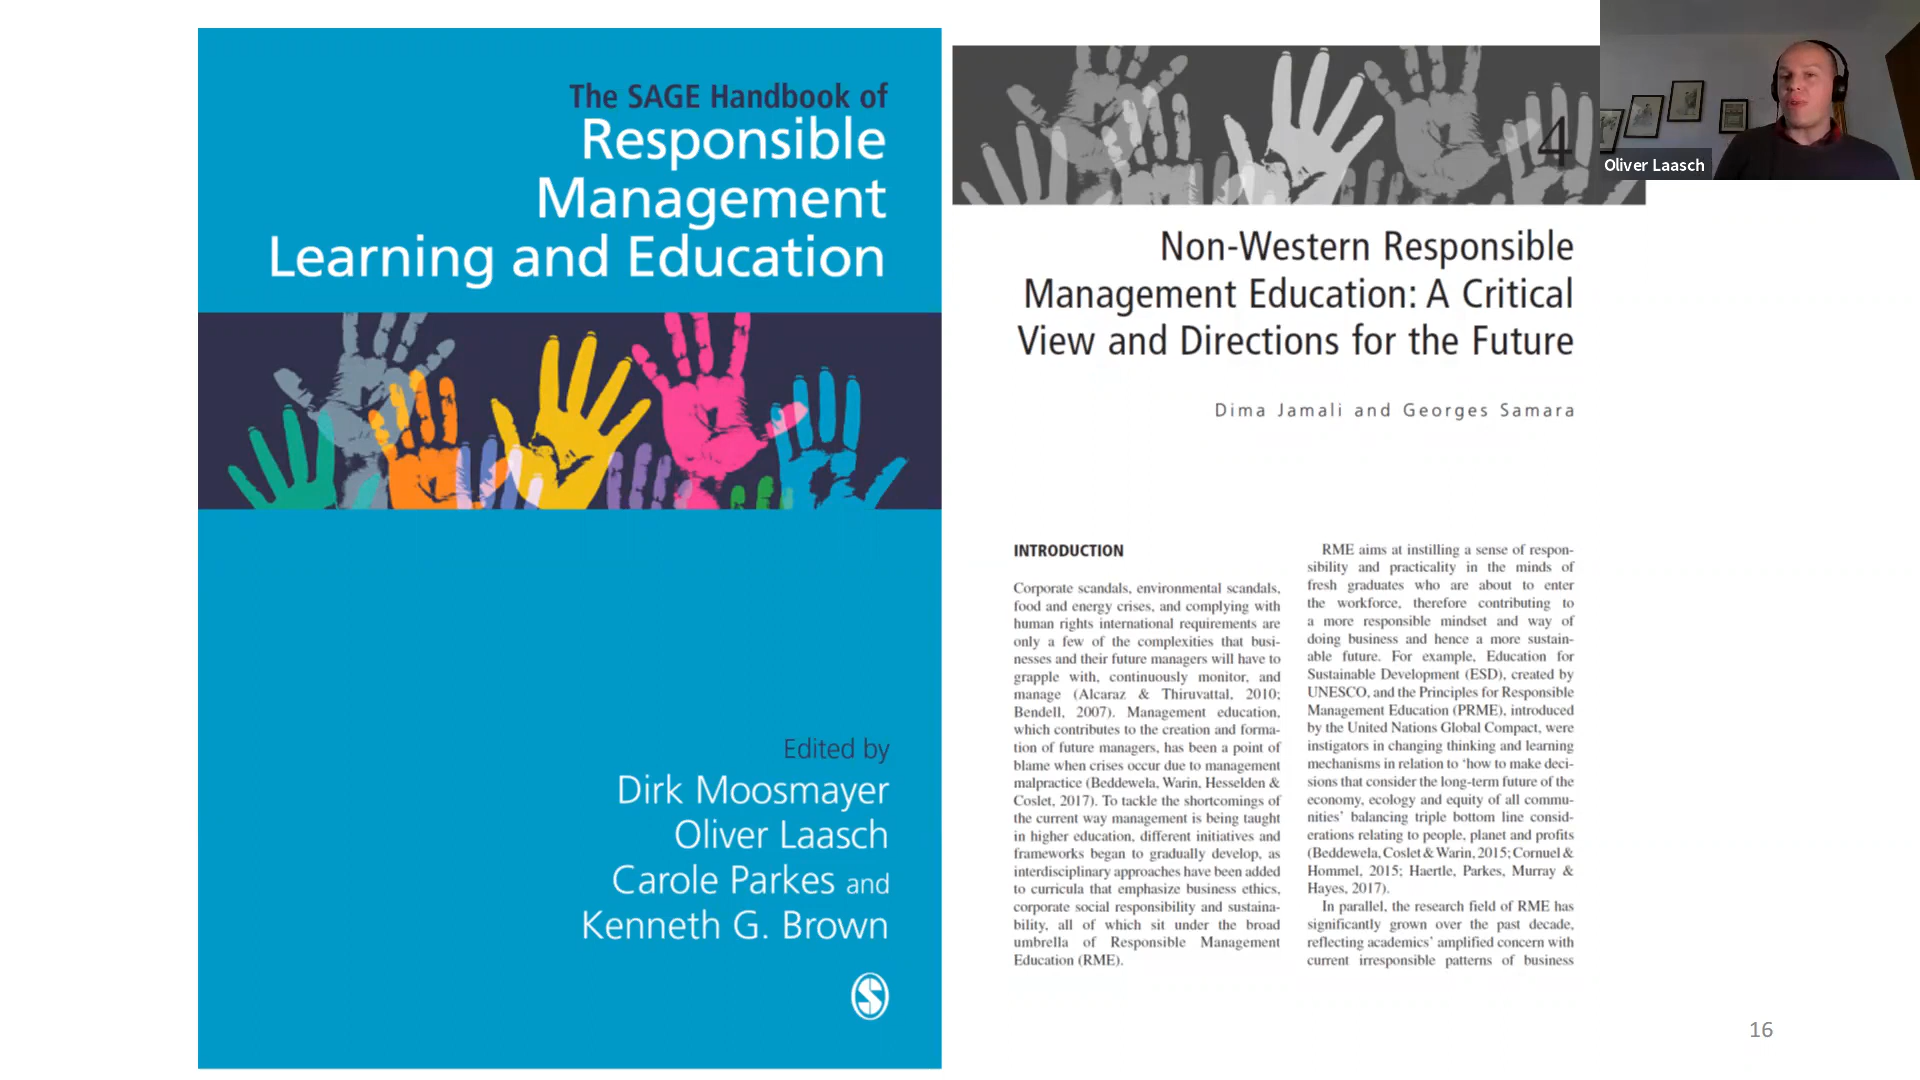 The SAGE Handbook of
Responsible
Management
Learning and Education
Edited by
Dirk Moosmayer
Oliver Laasch
Carole Parkes and
Kenneth G. Brown
S
4
Non-Western Responsible
Management Education: A Critical
View and Directions for the Future
Dima Jamali and Georges Samara
INTRODUCTION
Corporate scandals, environmental scandals,
food and energy crises, and complying with
human rights international requirements are
only a few of the complexities that busi-
nesses and their future managers will have to
grapple with, continuously monitor, and
manage (Alcaraz & Thiruvattal, 2010;
Bendell, 2007). Management education,
which contributes to the creation and forma-
tion of future managers, has been a point of
blame when crises occur due to management
malpractice (Beddewela, Warin, Hesselden &
Coslet, 2017). To tackle the shortcomings of
the current way management is being taught
in higher education, different initiatives and
frameworks began to gradually develop, as
interdisciplinary approaches have been added
to curricula that emphasize business ethics,
corporate social responsibility and sustaina-
bility, all of which sit under the broad
umbrella of Responsible Management
Education (RME).
RME aims at instilling a sense of respon-
sibility and practicality in the minds of
fresh graduates who are about to enter
the workforce, therefore contributing to
a more responsible mindset and way of
doing business and hence a more sustain-
able future. For example, Education for
Sustainable Development (ESD), created by
UNESCO, and the Principles for Responsible
Management Education (PRME), introduced
by the United Nations Global Compact, were
instigators in changing thinking and learning
mechanisms in relation to 'how to make deci-
sions that consider the long-term future of the
economy, ecology and equity of all commu-
nities' balancing triple bottom line consid-
erations relating to people, planet and profits
(Beddewela, Coslet & Warin, 2015; Cornuel &
Hommel, 2015; Haertle, Parkes, Murray &
Hayes, 2017).
In parallel, the research field of RME has
significantly grown over the past decade,
reflecting academics' amplified concern with
current irresponsible patterns of business
Oliver Laasch
16